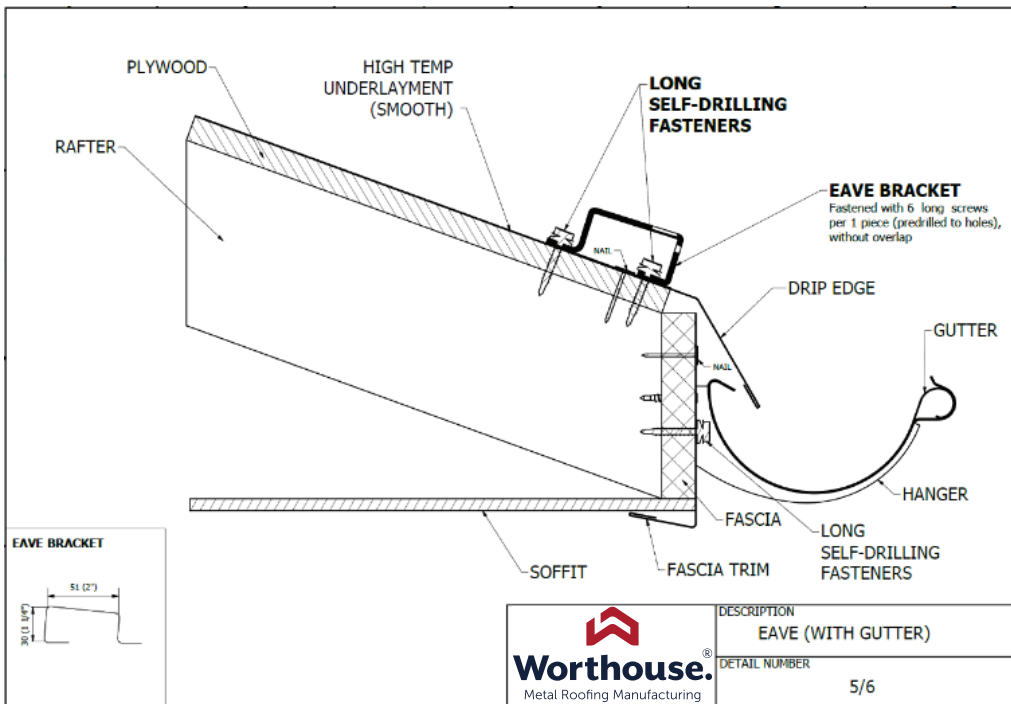 PLYWOOD
HIGH TEMP
UNDERLAYMENT
(SMOOTH)
LONG
SELF-DRILLING
FASTENERS
RAFTER
EAVE BRACKET
Fastened with 6 long screws
per 1 piece (predrilled to holes),
without overlap
NAIL
DRIP EDGE
GUTTER
NAIL
HANGER
FASCIA
LONG
SELF-DRILLING
FASTENERS
SOFFIT
FASCIA TRIM
EAVE BRACKET
51 (2")
30 (1 1/4")
Worthouse.®
Metal Roofing Manufacturing
DESCRIPTION
EAVE (WITH GUTTER)
DETAIL NUMBER
5/6